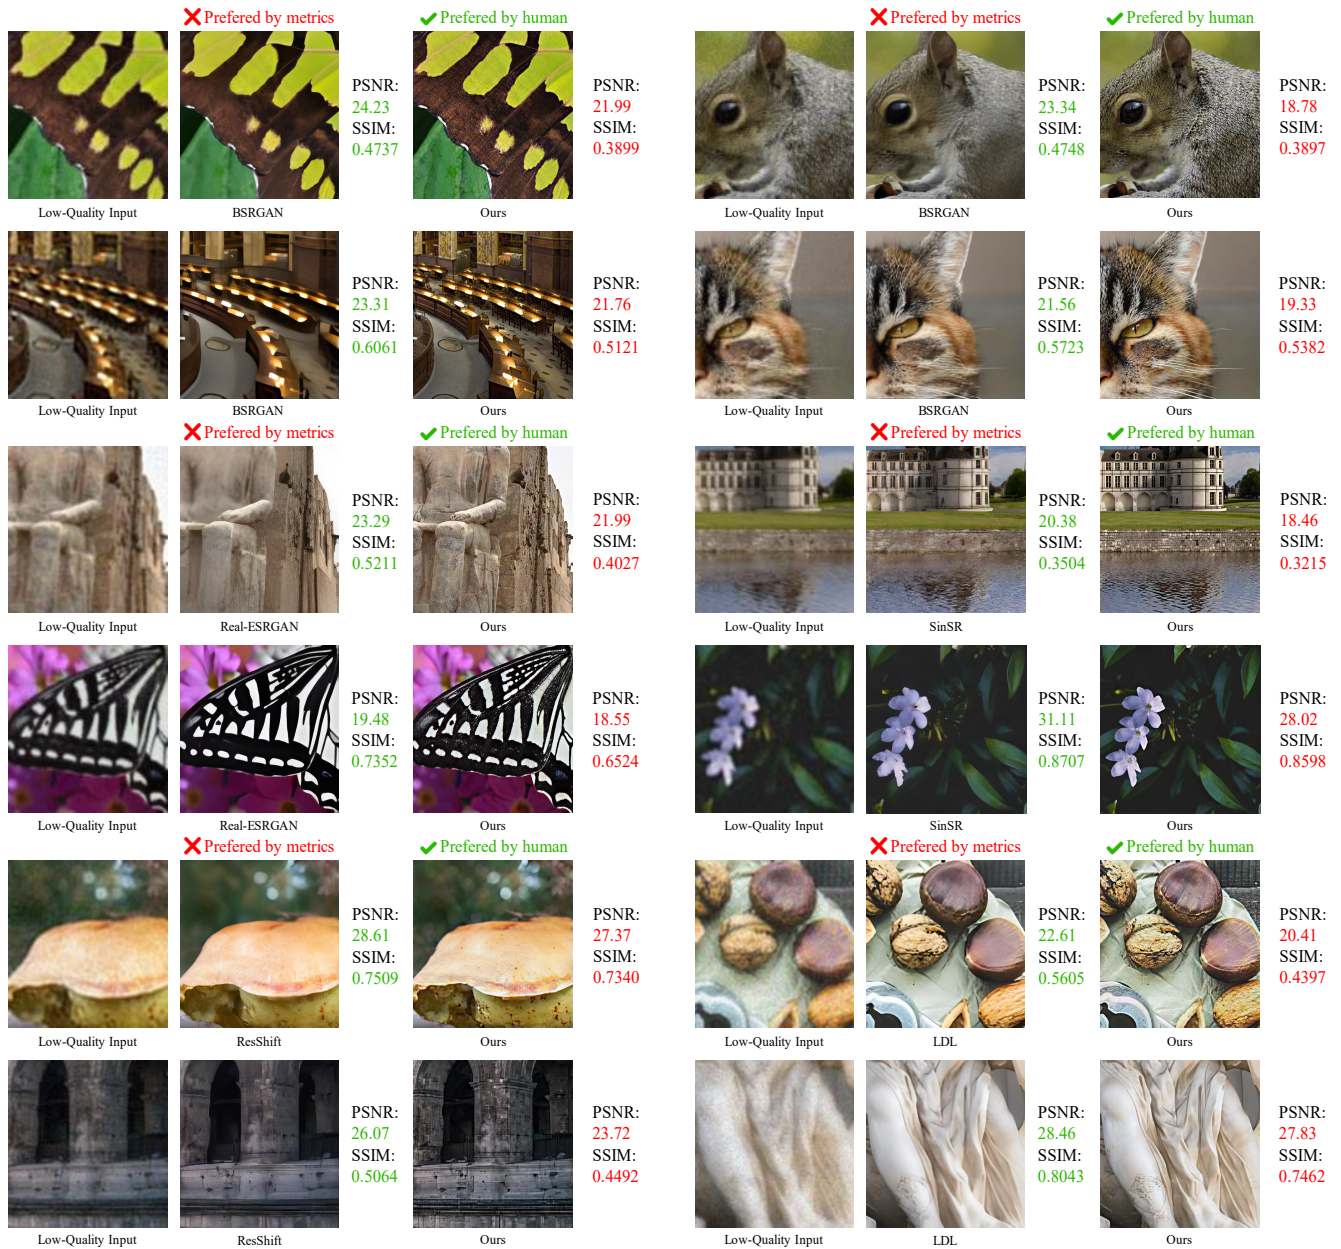 Prefered by metrics
Prefered by human
PSNR:
24.23
SSIM:
0.4737
PSNR:
21.99
SSIM:
0.3899
Low-Quality Input
BSRGAN
Ours
Prefered by metrics
Prefered by human
PSNR:
23.34
SSIM:
0.4748
PSNR:
18.78
SSIM:
0.3897
Low-Quality Input
BSRGAN
Ours
PSNR:
23.31
SSIM:
0.6061
PSNR:
21.76
SSIM:
0.5121
Low-Quality Input
BSRGAN
Ours
PSNR:
21.56
SSIM:
0.5723
PSNR:
19.33
SSIM:
0.5382
Low-Quality Input
BSRGAN
Ours
Prefered by metrics
Prefered by human
PSNR:
23.29
SSIM:
0.5211
PSNR:
21.99
SSIM:
0.4027
Low-Quality Input
Real-ESRGAN
Ours
Prefered by metrics
Prefered by human
PSNR:
20.38
SSIM:
0.3504
PSNR:
18.46
SSIM:
0.3215
Low-Quality Input
SinSR
Ours
PSNR:
19.48
SSIM:
0.7352
PSNR:
18.55
SSIM:
0.6524
Low-Quality Input
Real-ESRGAN
Ours
PSNR:
31.11
SSIM:
0.8707
PSNR:
28.02
SSIM:
0.8598
Low-Quality Input
SinSR
Ours
Prefered by metrics
Prefered by human
PSNR:
28.61
SSIM:
0.7509
PSNR:
27.37
SSIM:
0.7340
Low-Quality Input
ResShift
Ours
Prefered by metrics
Prefered by human
PSNR:
22.61
SSIM:
0.5605
PSNR:
20.41
SSIM:
0.4397
Low-Quality Input
LDL
Ours
PSNR:
26.07
SSIM:
0.5064
PSNR:
23.72
SSIM:
0.4492
Low-Quality Input
ResShift
Ours
PSNR:
28.46
SSIM:
0.8043
PSNR:
27.83
SSIM:
0.7462
Low-Quality Input
LDL
Ours